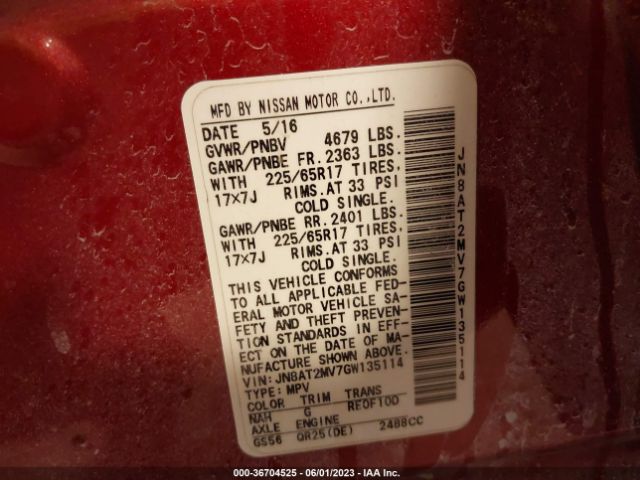 MFD BY NISSAN MOTOR CO.,LTD.
DATE 5/16
GVWR/PNBV 4679 LBS.
GAWR/PNBE FR. 2363 LBS.
WITH 225/65R17 TIRES,
17×7J RIMS.AT 33 PSI
COLD SINGLE.
GAWR/PNBE RR. 2401 LBS.
WITH 225/65R17 TIRES,
17×7J RIMS.AT 33 PSI
COLD SINGLE.
THIS VEHICLE CONFORMS
TO ALL APPLICABLE FED-
ERAL MOTOR VEHICLE SA-
FETY AND THEFT PREVEN-
TION STANDARDS IN EFF-
ECT ON THE DATE OF MA-
NUFACTURE SHOWN ABOVE.
VIN: JN8AT2MV7GW135114
TYPE: MPV
COLOR TRIM TRANS
NAH G RE0F10D
AXLE ENGINE
GS56 QR25(DE) 2488CC
JN8AT2MV7GW135114
000-36704525 - 06/01/2023 - IAA Inc.